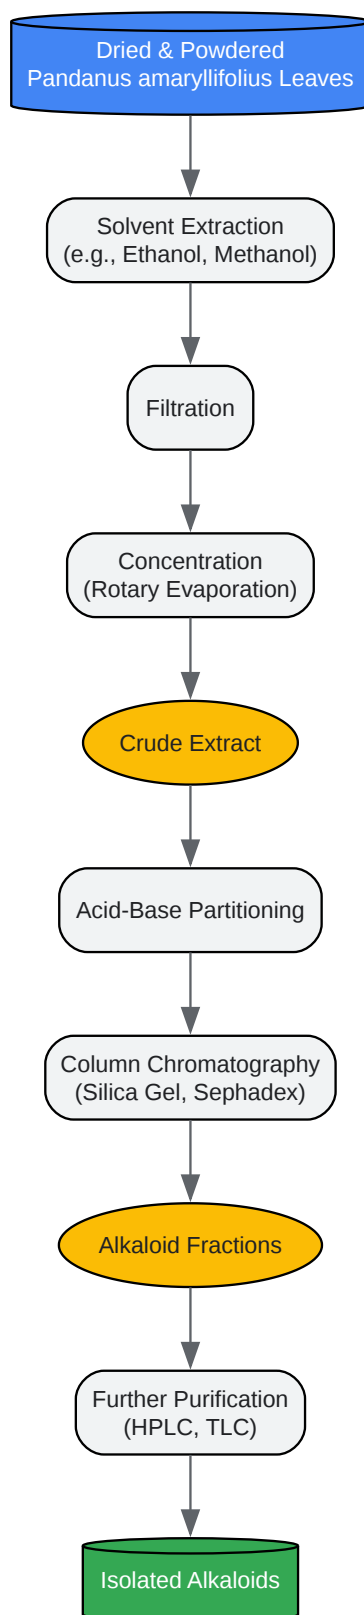 Dried & Powdered
Pandanus amaryllifolius Leaves
Solvent Extraction
(e.g., Ethanol, Methanol)
Filtration
Concentration
(Rotary Evaporation)
Crude Extract
Acid-Base Partitioning
Column Chromatography
(Silica Gel, Sephadex)
Alkaloid Fractions
Further Purification
(HPLC, TLC)
Isolated Alkaloids